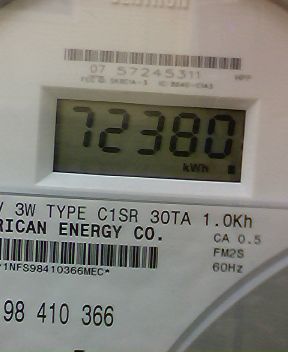 07 57245311
72380
kWh
V 3W TYPE C1SR 30TA 1.0Kh
RICAN ENERGY CO.
CA 0.5
FM2S
60Hz
1NFS98410366MEC*
98 410 366